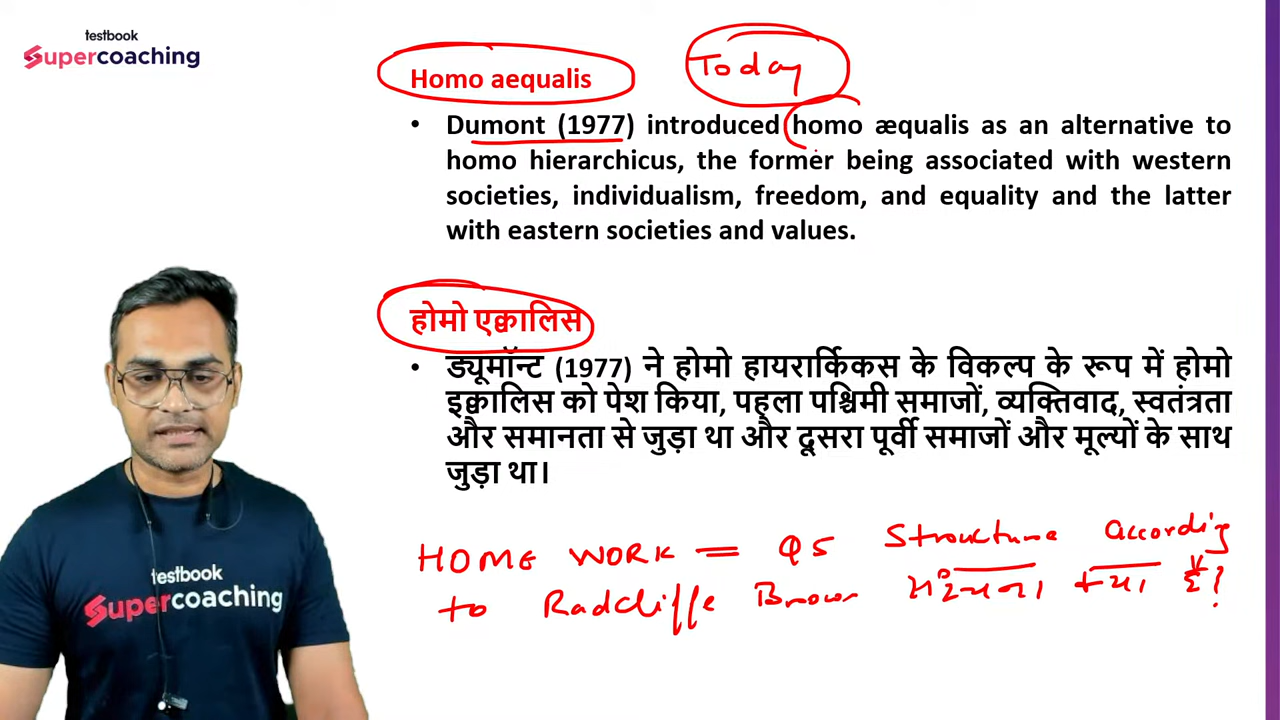 testbook
Supercoaching
Homo aequalis
Today
• Dumont (1977) introduced homo æqualis as an alternative to
homo hierarchicus, the former being associated with western
societies, individualism, freedom, and equality and the latter
with eastern societies and values.
होमो एक्वालिस
• ड्यूमॉन्ट (1977) ने होमो हायरार्किकस के विकल्प के रूप में होमो
इक्वालिस को पेश किया, पहला पश्चिमी समाजों, व्यक्तिवाद, स्वतंत्रता
और समानता से जुड़ा था और दूसरा पूर्वी समाजों और मूल्यों के साथ
जुड़ा था।
HOME WORK = Q5 Structure according
to Radcliffe Brown संरचना क्या है?
testbook
Supercoaching